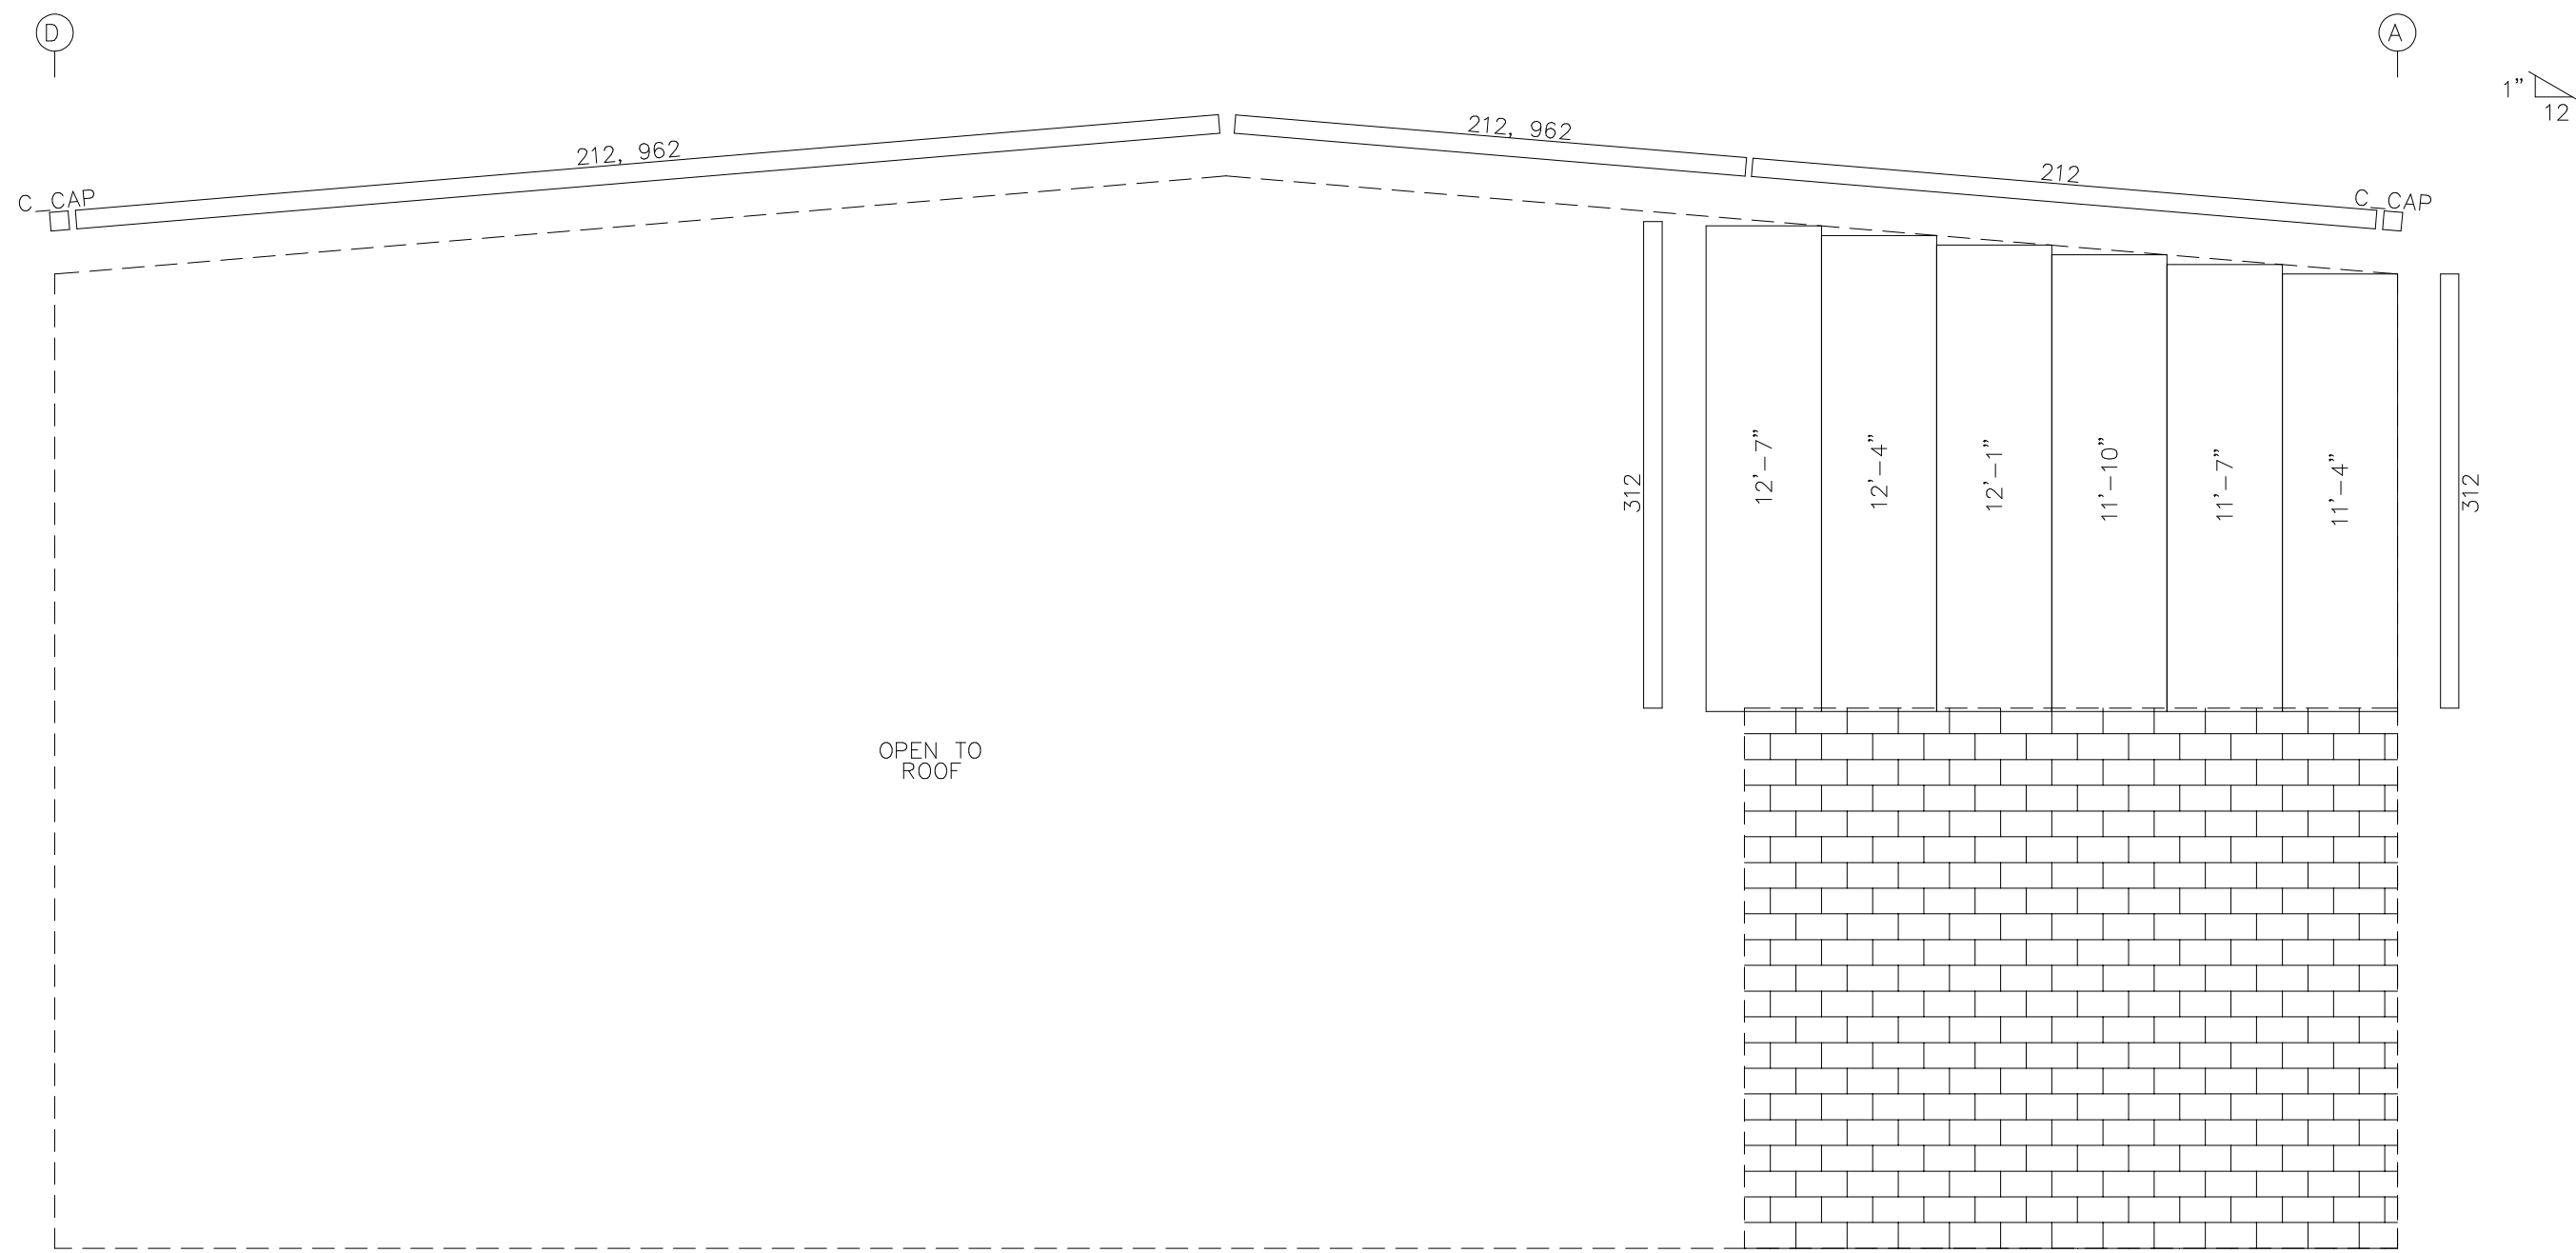 D
A
1"
12
212, 962
212, 962
212
C_CAP
C_CAP
312
12'-7"
12'-4"
12'-1"
11'-10"
11'-7"
11'-4"
312
OPEN TO
ROOF